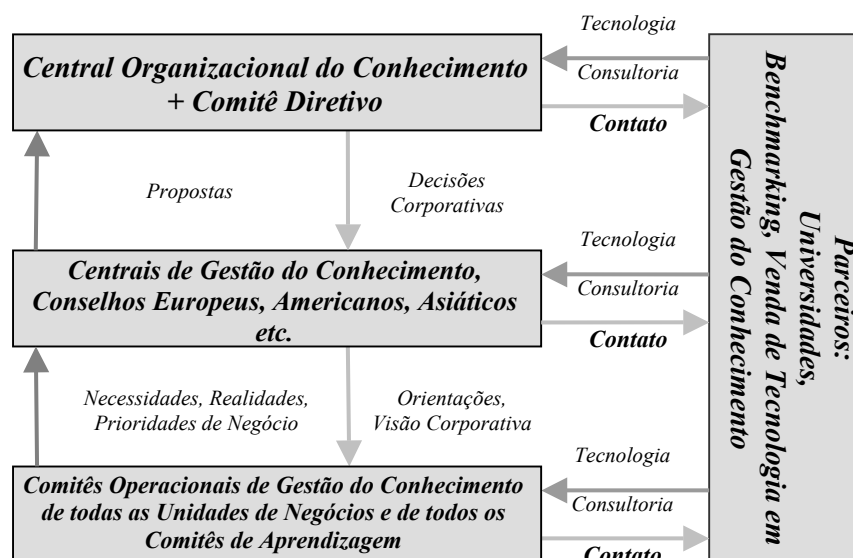 Tecnologia
Central Organizacional do Conhecimento
+ Comitê Diretivo
Consultoria
Contato
Propostas
Decisões
Corporativas
Tecnologia
Centrais de Gestão do Conhecimento,
Conselhos Europeus, Americanos, Asiáticos
etc.
Consultoria
Contato
Necessidades, Realidades,
Prioridades de Negócio
Orientações,
Visão Corporativa
Tecnologia
Comitês Operacionais de Gestão do Conhecimento
de todas as Unidades de Negócios e de todos os
Comitês de Aprendizagem
Consultoria
Contato
Parceiros:
Universidades,
Benchmarking, Venda de Tecnologia em
Gestão do Conhecimento